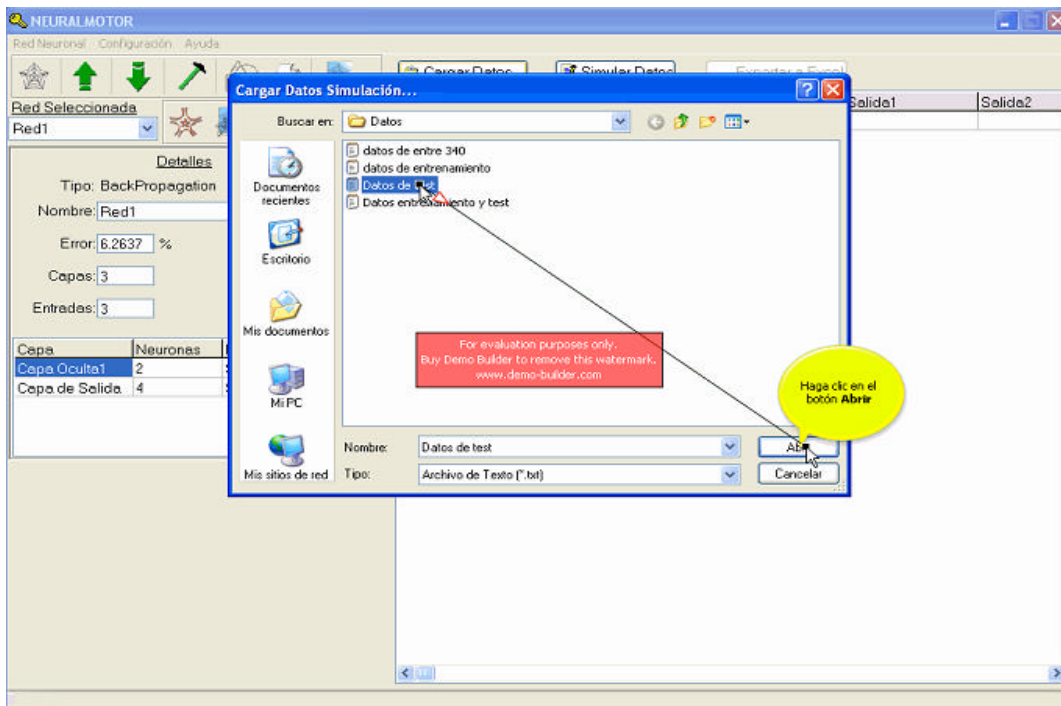 NEURALMOTOR
Red Neuronal Configuración Ayuda
Cargar Datos Simular Datos Exportar a Excel
Cargar Datos Simulación...
Red Seleccionada
Red1
Salida1 Salida2
Buscar en: Datos
datos de entre 340
datos de entrenamiento
Datos de test
Datos entrenamiento y test
Documentos recientes
Escritorio
Mis documentos
Mi PC
Mis sitios de red
Detalles
Tipo: BackPropagation
Nombre: Red1
Error: 6.2637 %
Capas: 3
Entradas: 3
Capa Neuronas
Capa Oculta1 2
Capa de Salida 4
For evaluation purposes only.
Buy Demo Builder to remove this watermark.
www.demo-builder.com
Haga clic en el
botón Abrir
Nombre: Datos de test
Tipo: Archivo de Texto (*.txt)
Cancelar